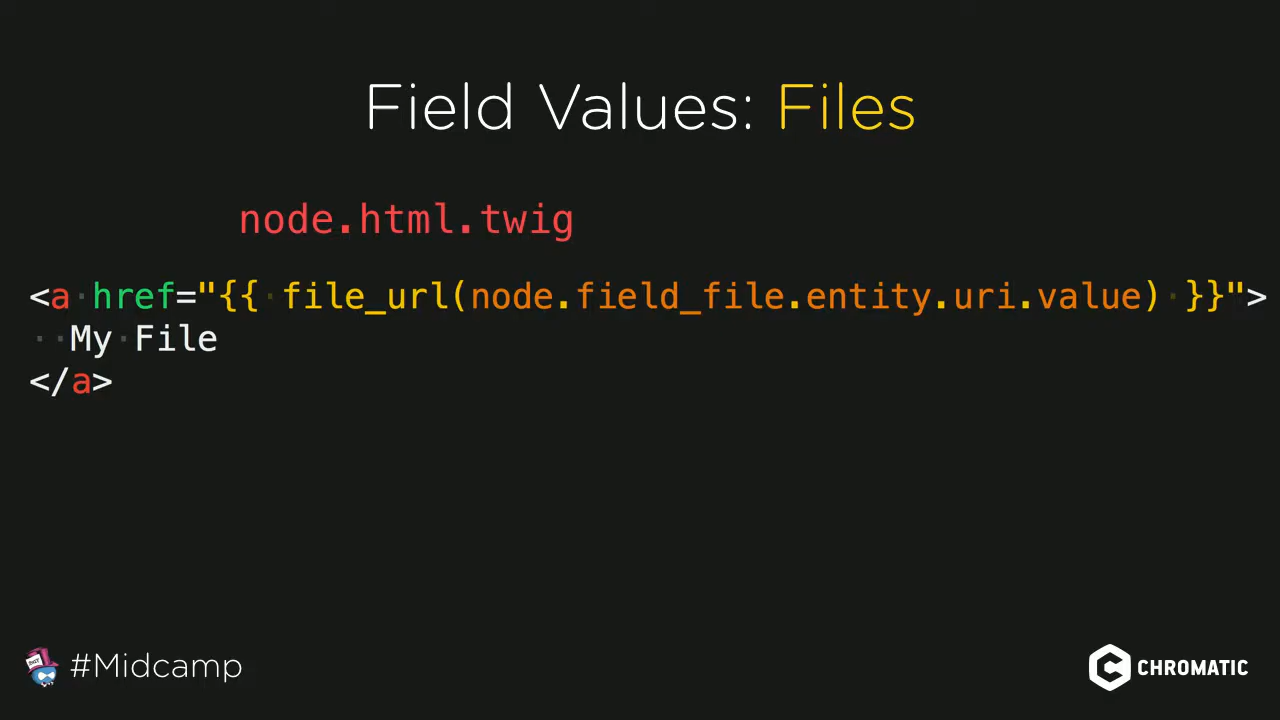 Field Values: Files
node.html.twig
<a href="{{ file_url(node.field_file.entity.uri.value) }}">
  My File
</a>
#Midcamp
CHROMATIC